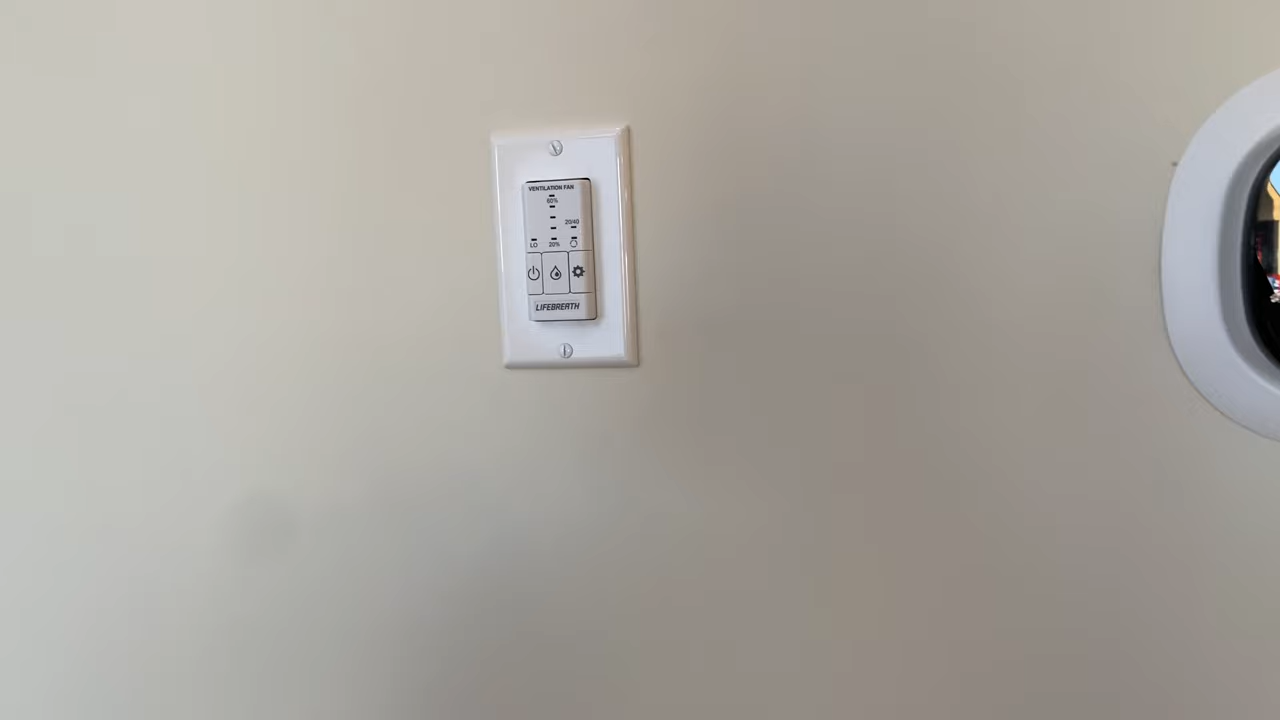 VENTILATION FAN
60%
20/40
LO 20%
LIFEBREATH